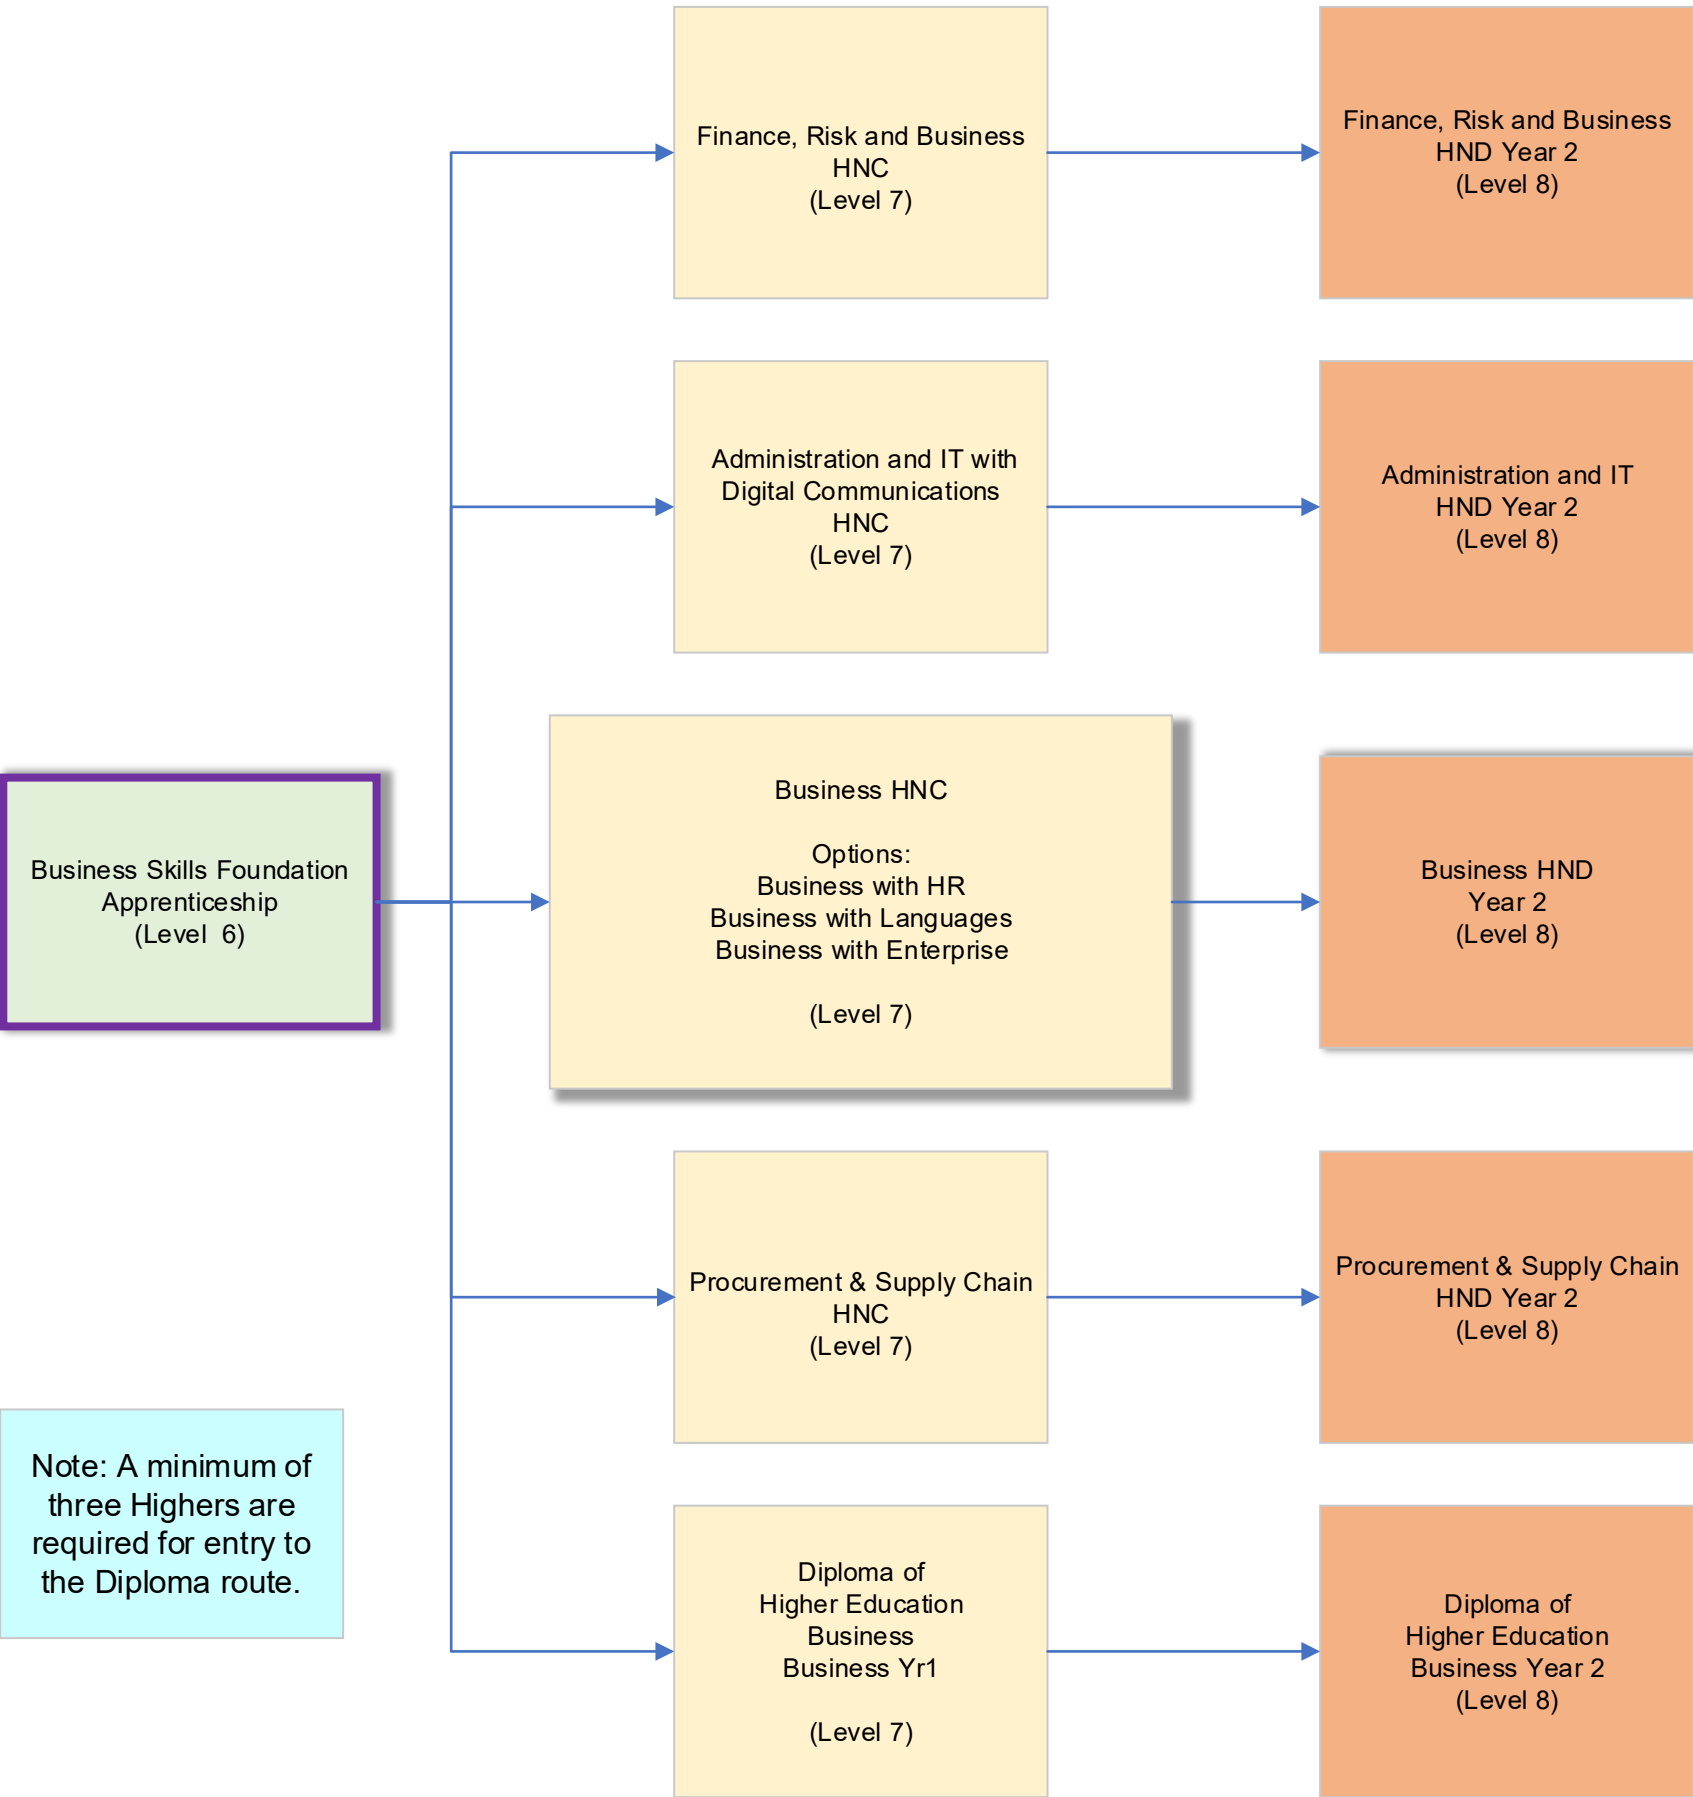 Finance, Risk and Business
HNC
(Level 7)
Finance, Risk and Business
HND Year 2
(Level 8)
Administration and IT with
Digital Communications
HNC
(Level 7)
Administration and IT
HND Year 2
(Level 8)
Business Skills Foundation
Apprenticeship
(Level  6)
Business HNC
Options:
Business with HR
Business with Languages
Business with Enterprise
(Level 7)
Business HND
Year 2
(Level 8)
Procurement & Supply Chain
HNC
(Level 7)
Procurement & Supply Chain
HND Year 2
(Level 8)
Note: A minimum of
three Highers are
required for entry to
the Diploma route.
Diploma of
Higher Education
Business
Business Yr1
(Level 7)
Diploma of
Higher Education
Business Year 2
(Level 8)